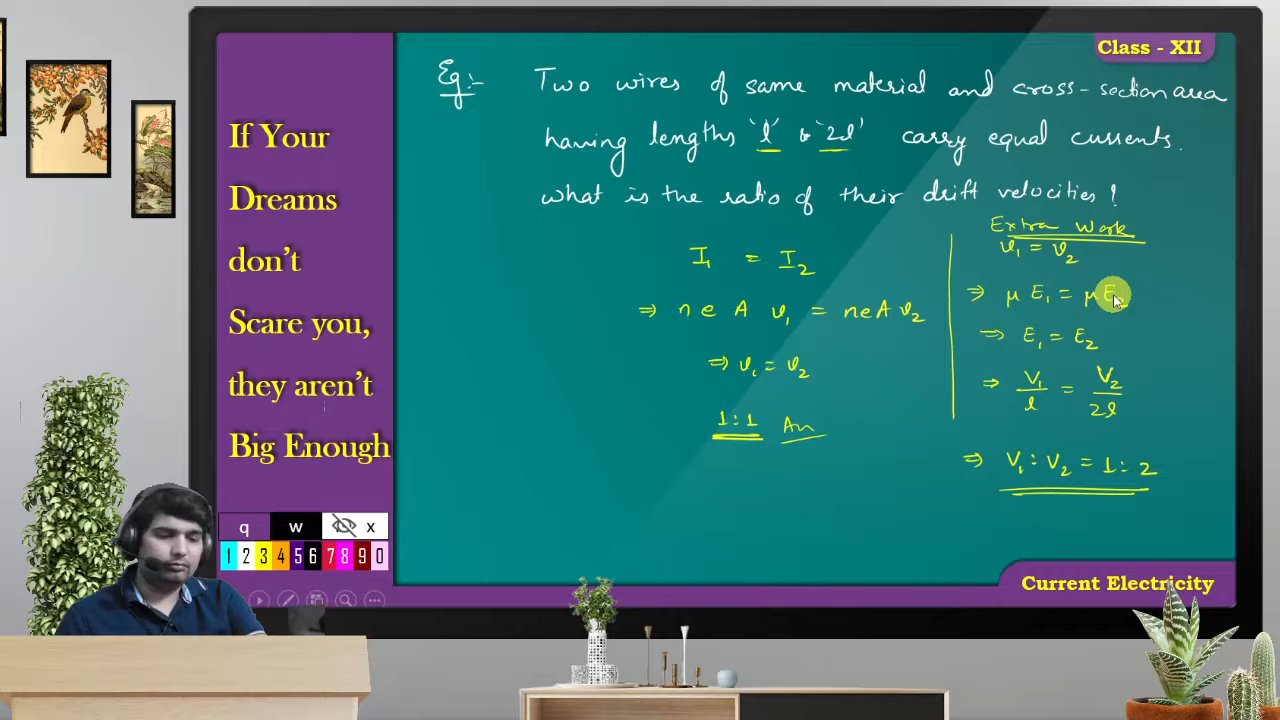 Class - XII
If Your
Dreams
don't
Scare you,
they aren't
Big Enough
Eg:-
Two wires of same material and cross-section area
having lengths 'l' & '2l' carry equal currents.
what is the ratio of their drift velocities?
I₁ = I₂
⇒ n e A v₁ = neA v₂
⇒ v₁ = v₂
1:1 An
Extra Work
v₁ = v₂
⇒ μ E₁ = μ E₂
⇒ E₁ = E₂
⇒ V₁/l = V₂/2l
⇒ V₁ : V₂ = 1 : 2
q w x
1 2 3 4 5 6 7 8 9 0
Current Electricity